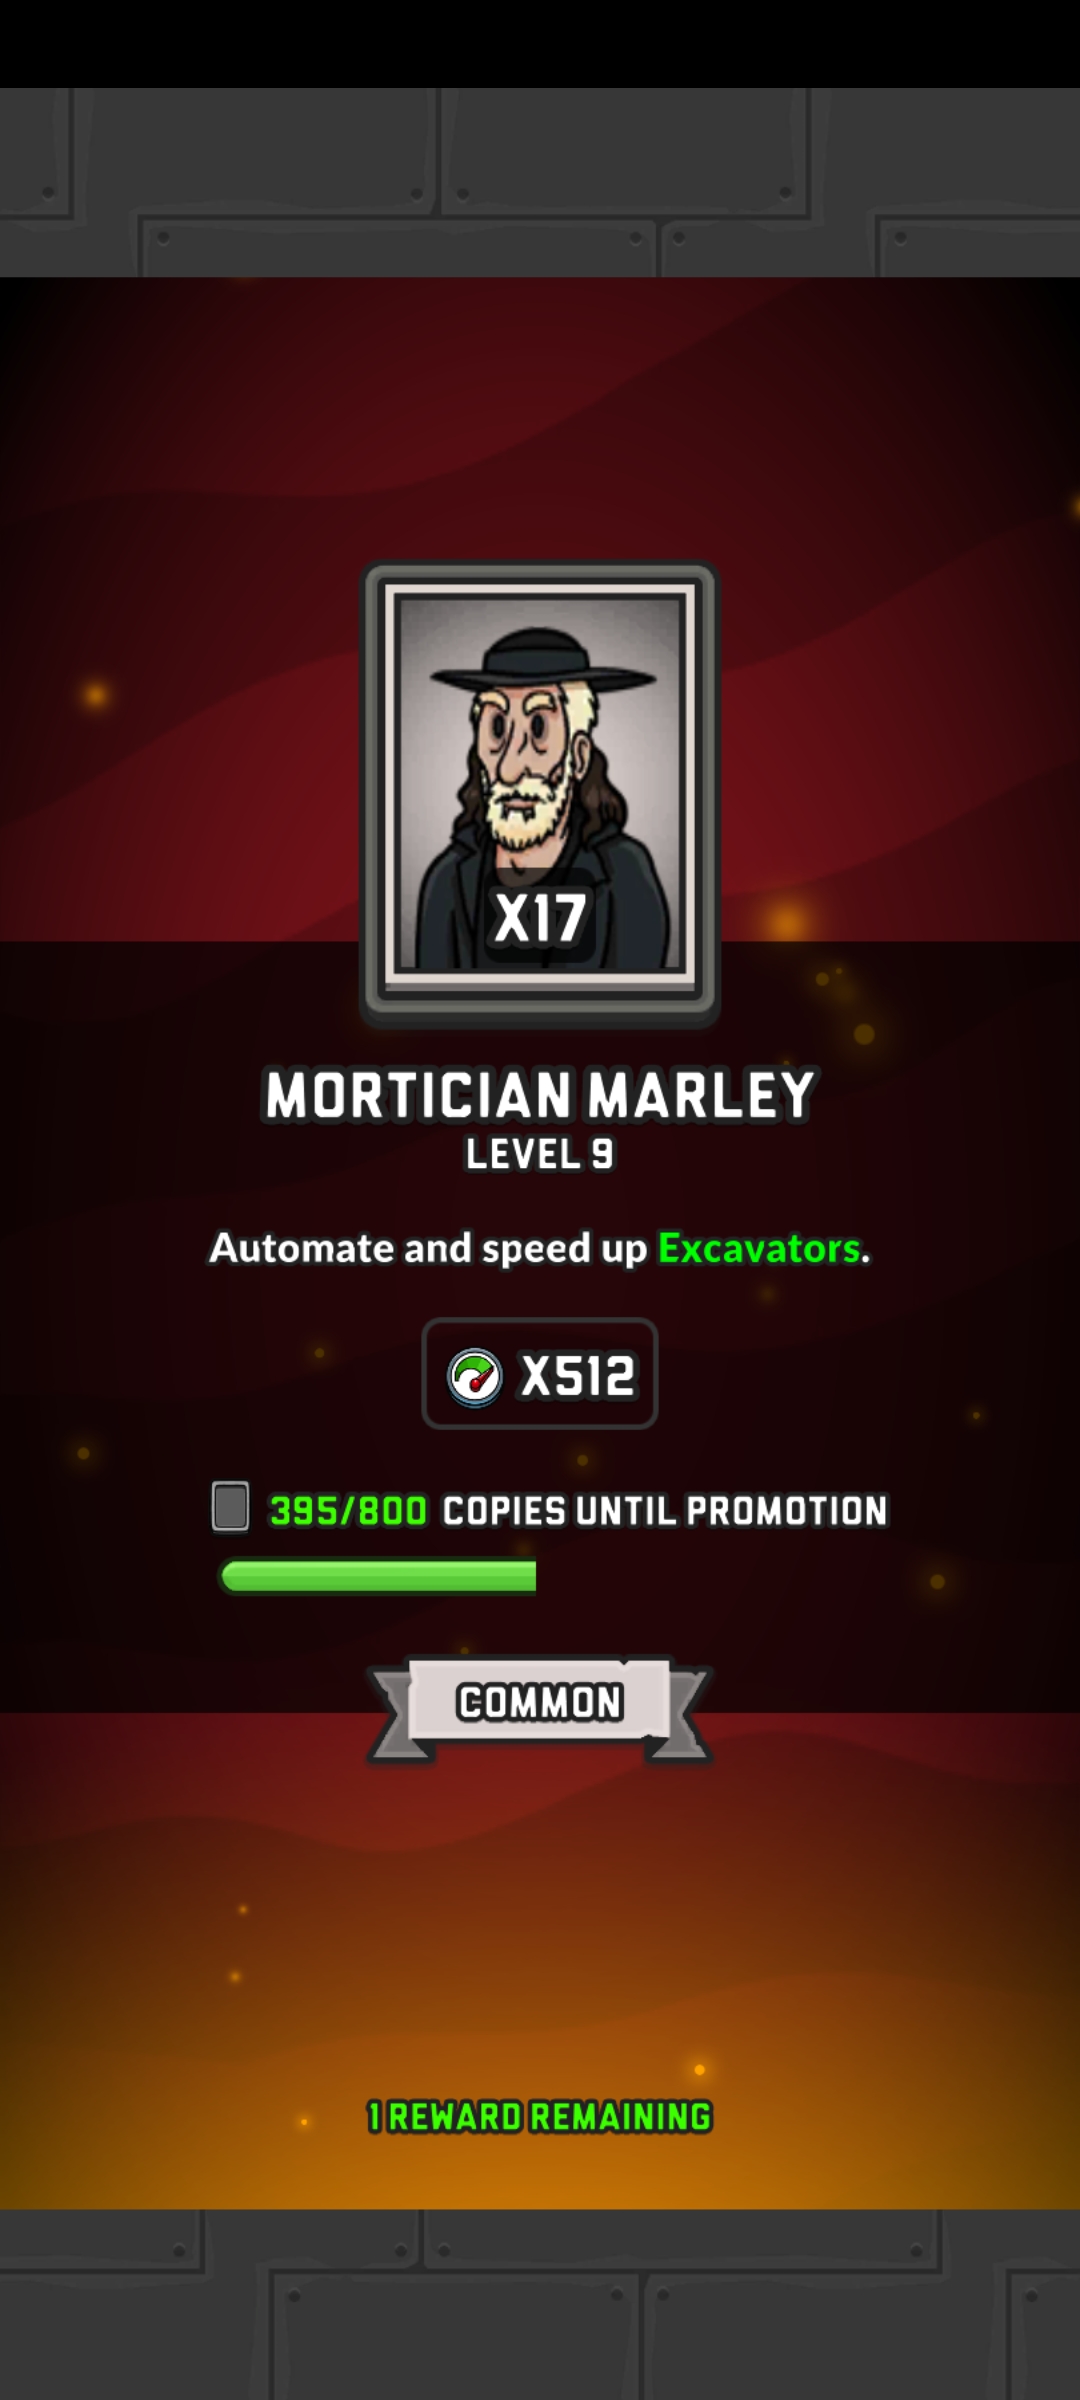 X17
MORTICIAN MARLEY
LEVEL 9
Automate and speed up Excavators.
X512
395/800 COPIES UNTIL PROMOTION
COMMON
1 REWARD REMAINING